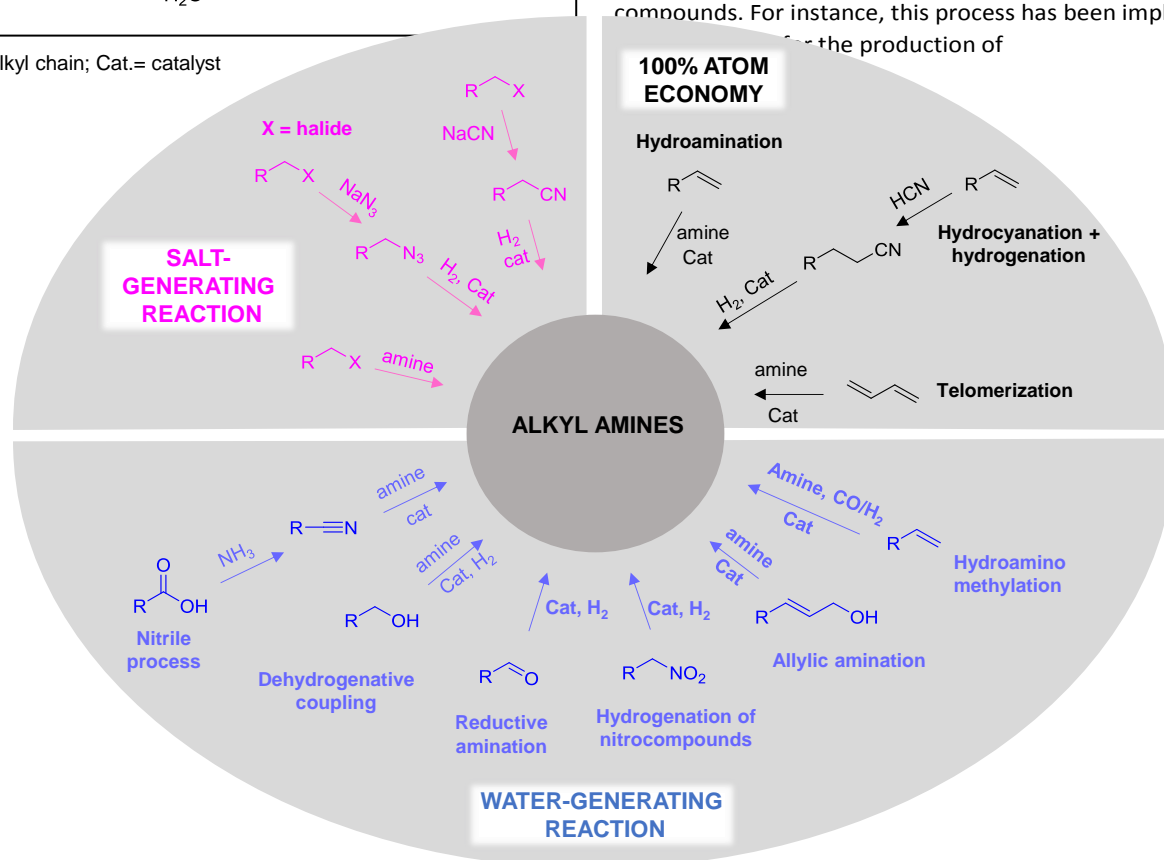 compounds. For instance, this process has been impl
the production of
lkyl chain; Cat.= catalyst
R X
NaCN
X = halide
R X
NaN3
R CN
H2
cat
R N3
H2, Cat
SALT-
GENERATING
REACTION
R X
amine
100% ATOM
ECONOMY
Hydroamination
R
amine
Cat
HCN
R
Hydrocyanation +
hydrogenation
R CN
H2, Cat
amine
Cat
Telomerization
ALKYL AMINES
amine
cat
R N
NH3
O
R OH
Nitrile
process
amine
Cat, H2
R OH
Dehydrogenative
coupling
Cat, H2
R O
Reductive
amination
Cat, H2
R NO2
Hydrogenation of
nitrocompounds
amine
Cat
R OH
Allylic amination
Amine, CO/H2
Cat
R
Hydroamino
methylation
WATER-GENERATING
REACTION